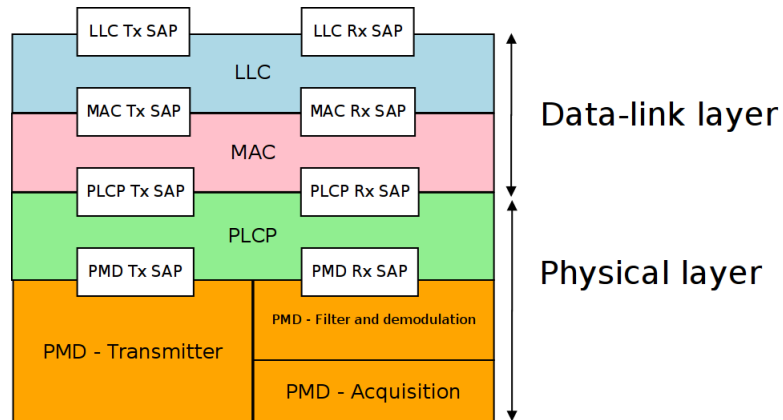 LLC Tx SAP
LLC Rx SAP
LLC
MAC Tx SAP
MAC Rx SAP
Data-link layer
MAC
PLCP Tx SAP
PLCP Rx SAP
PLCP
PMD Tx SAP
PMD Rx SAP
Physical layer
PMD - Filter and demodulation
PMD - Transmitter
PMD - Acquisition